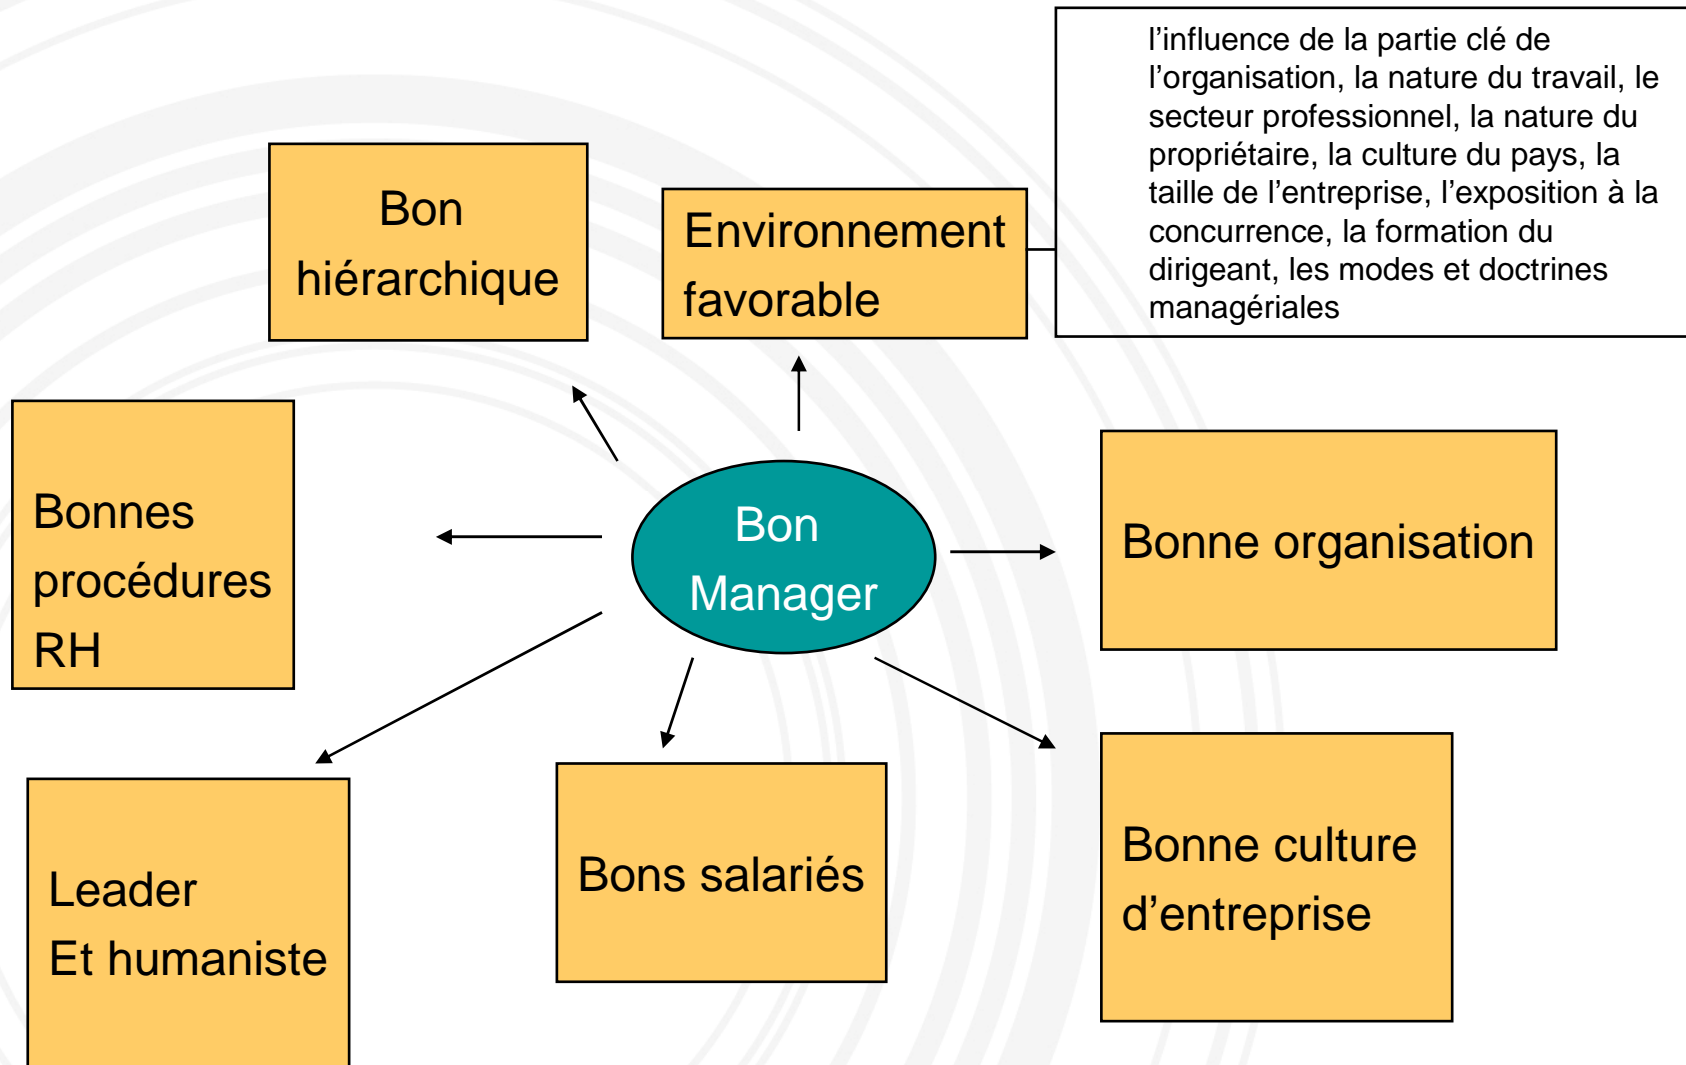 l’influence de la partie clé de
l’organisation, la nature du travail, le
secteur professionnel, la nature du
propriétaire, la culture du pays, la
taille de l’entreprise, l’exposition à la
concurrence, la formation du
dirigeant, les modes et doctrines
managériales
Bon
hiérarchique
Environnement
favorable
Bonnes
procédures
RH
Bon
Manager
Bonne organisation
Leader
Et humaniste
Bons salariés
Bonne culture
d’entreprise